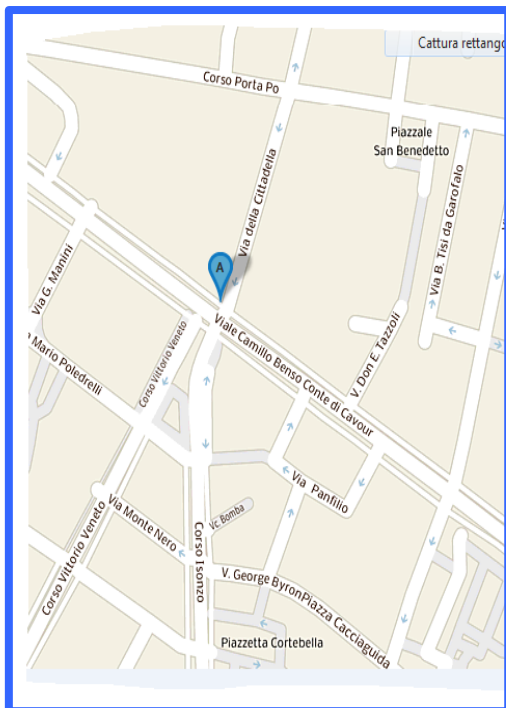 Cattura rettango
Corso Porta Po
Piazzale
San Benedetto
Via della Cittadella
Via B. Tisi da Garofalo
A
Via G. Manini
Viale Camillo Benso Conte di Cavour
Corso Vittorio Veneto
V. Don E. Tazzoli
Mario Poledrelli
Via Panfilio
Via Monte Nero
Vc. Bomba
Corso Vittorio Veneto
Corso Isonzo
V. George Byron
Piazza Cacciaguida
Piazzetta Cortebella